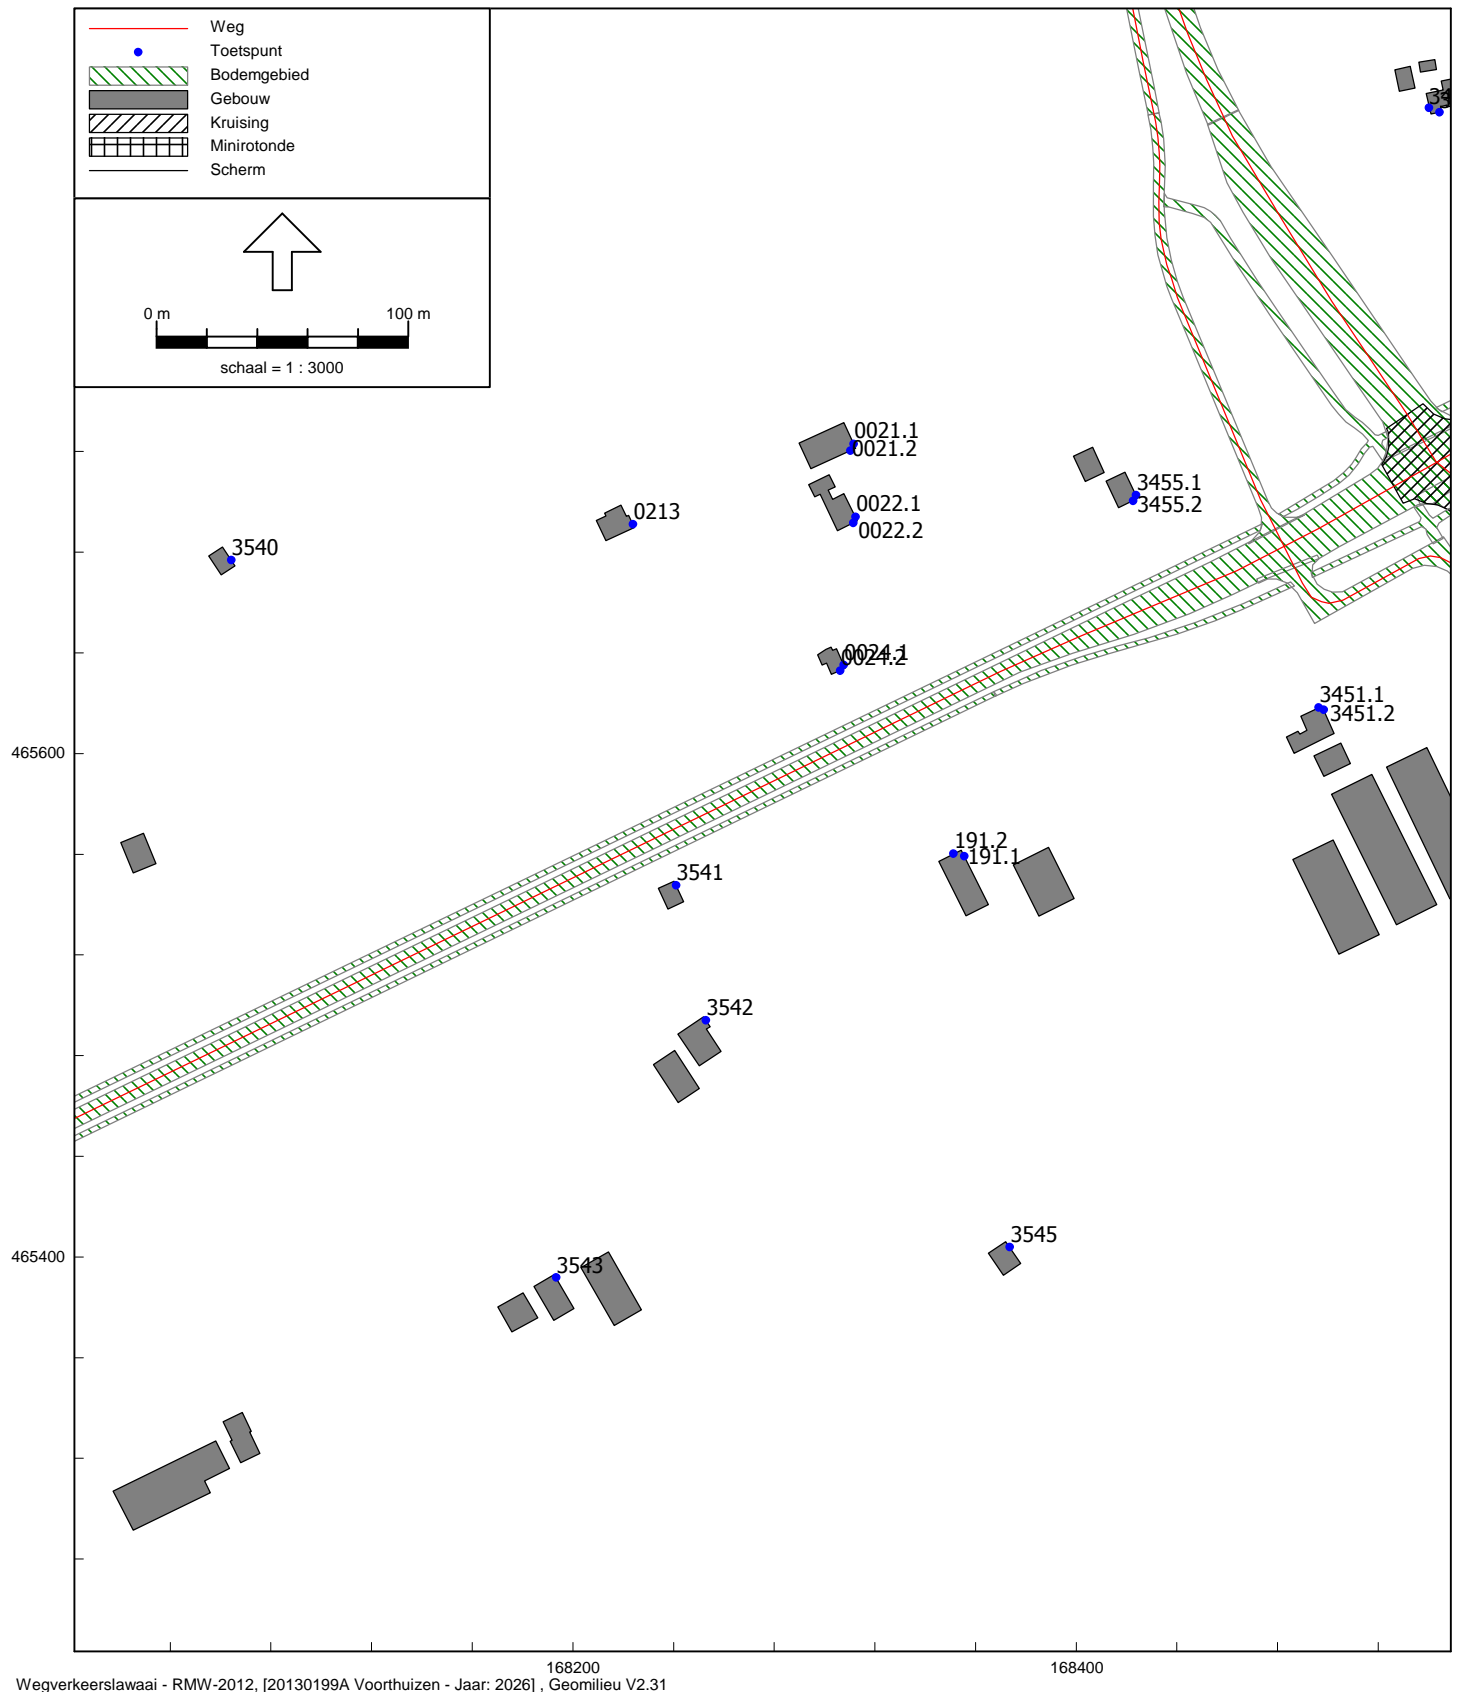 Weg
Toetspunt
Bodemgebied
Gebouw
Kruising
Minirotonde
Scherm
0 m 100 m
schaal = 1 : 3000
0021.1
0021.2
3455.1
3455.2
0022.1
0022.2
0213
3540
0024.1
0024.2
3451.1
3451.2
465600
191.2
191.1
3541
3542
3545
465400
3543
168200 168400
Wegverkeerslawaai - RMW-2012, [20130199A Voorthuizen - Jaar: 2026] , Geomilieu V2.31